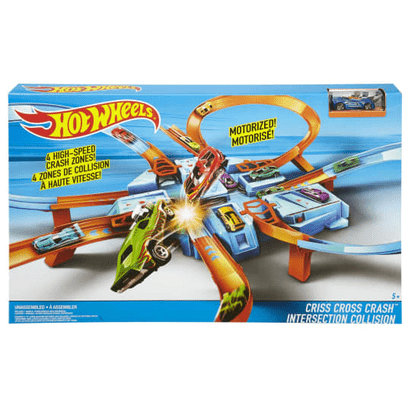 Hot Wheels
4 HIGH-SPEED
CRASH ZONES!
4 ZONES DE COLLISION
À HAUTE VITESSE!
MOTORIZED!
MOTORISÉ!
UNASSEMBLED • À ASSEMBLER
5+
CRISS CROSS CRASH™
INTERSECTION COLLISION